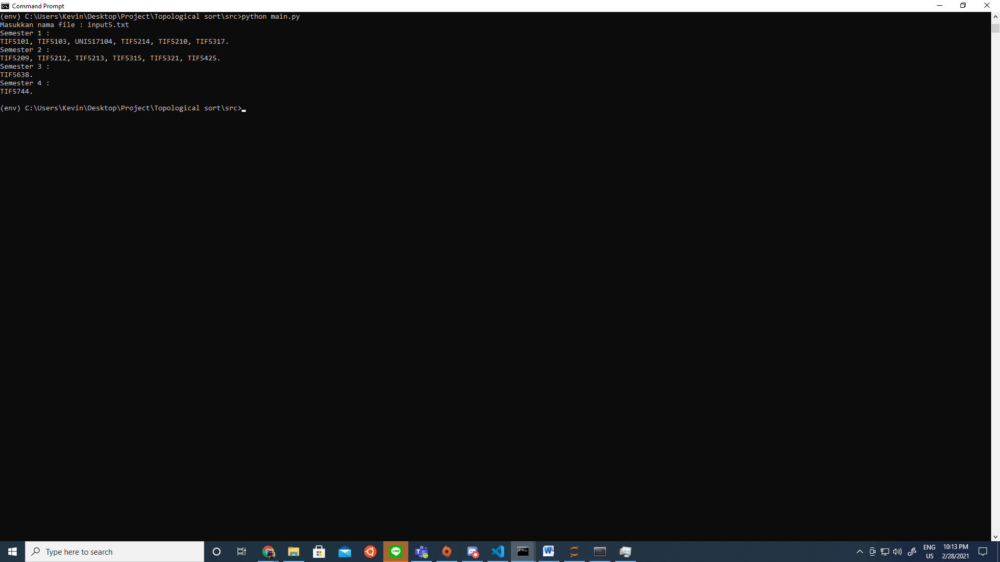 Command Prompt
(env) C:\Users\Kevin\Desktop\Project\Topological sort\src>python main.py
Masukkan nama file : input5.txt
Semester 1 :
TIF5101, TIF5103, UNIS17104, TIF5214, TIF5210, TIF5317.
Semester 2 :
TIF5209, TIF5212, TIF5213, TIF5315, TIF5321, TIF5425.
Semester 3 :
TIF5638.
Semester 4 :
TIF5744.
(env) C:\Users\Kevin\Desktop\Project\Topological sort\src>
Type here to search
LINE
ENG
US
10:13 PM
2/28/2021